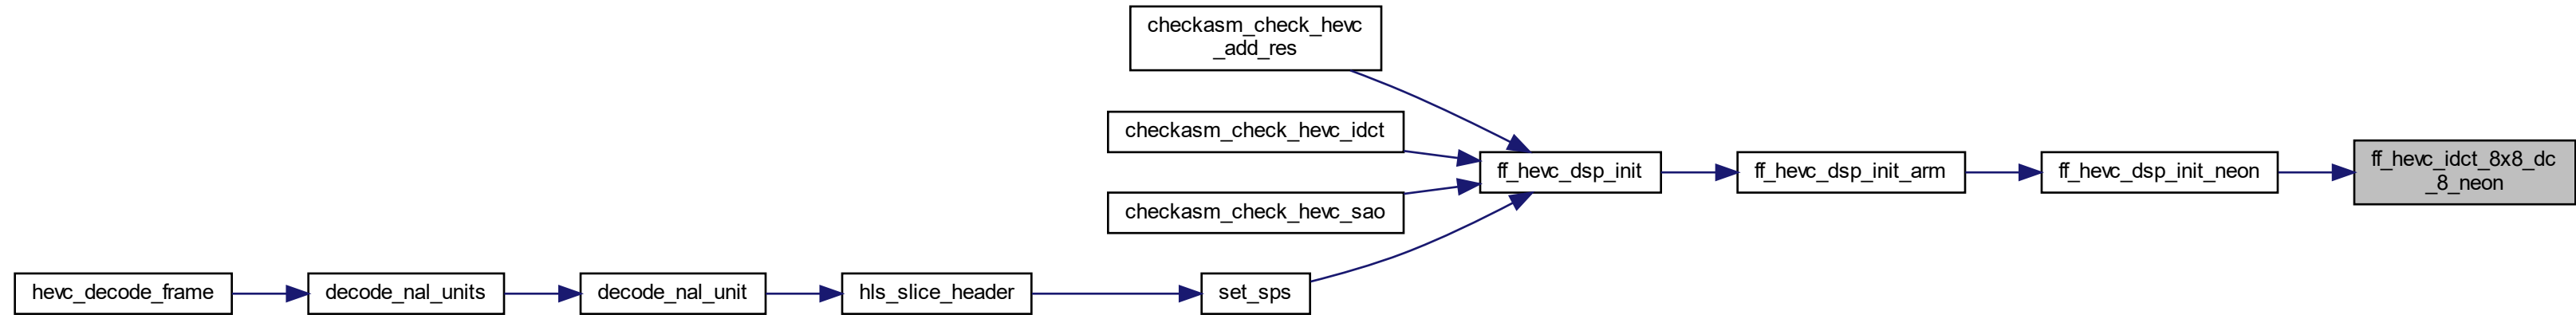 checkasm_check_hevc
_add_res
checkasm_check_hevc_idct
checkasm_check_hevc_sao
hevc_decode_frame
decode_nal_units
decode_nal_unit
hls_slice_header
set_sps
ff_hevc_dsp_init
ff_hevc_dsp_init_arm
ff_hevc_dsp_init_neon
ff_hevc_idct_8x8_dc
_8_neon